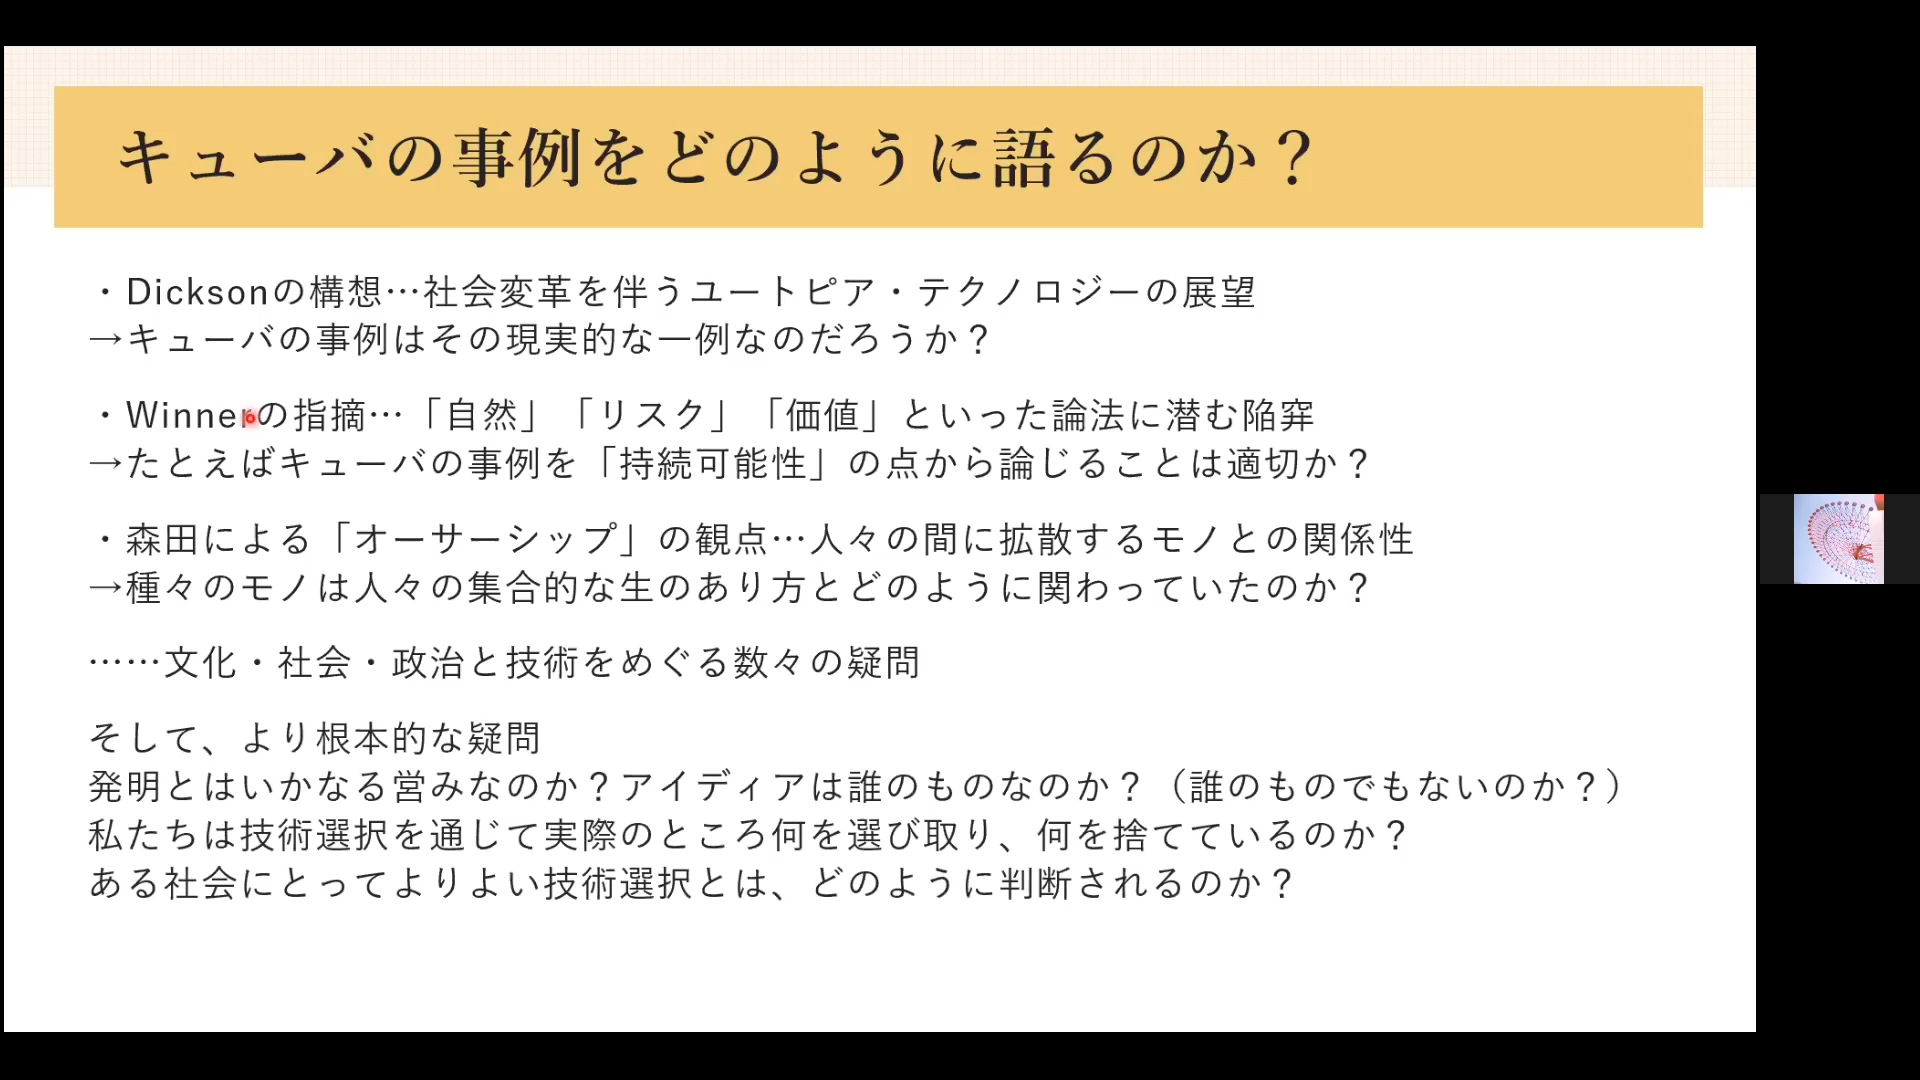 キューバの事例をどのように語るのか？
・Dicksonの構想…社会変革を伴うユートピア・テクノロジーの展望
→キューバの事例はその現実的な一例なのだろうか？
・Winnerの指摘…「自然」「リスク」「価値」といった論法に潜む陥穽
→たとえばキューバの事例を「持続可能性」の点から論じることは適切か？
・森田による「オーサーシップ」の観点…人々の間に拡散するモノとの関係性
→種々のモノは人々の集合的な生のあり方とどのように関わっていたのか？
……文化・社会・政治と技術をめぐる数々の疑問
そして、より根本的な疑問
発明とはいかなる営みなのか？アイディアは誰のものなのか？（誰のものでもないのか？）
私たちは技術選択を通じて実際のところ何を選び取り、何を捨てているのか？
ある社会にとってよりよい技術選択とは、どのように判断されるのか？